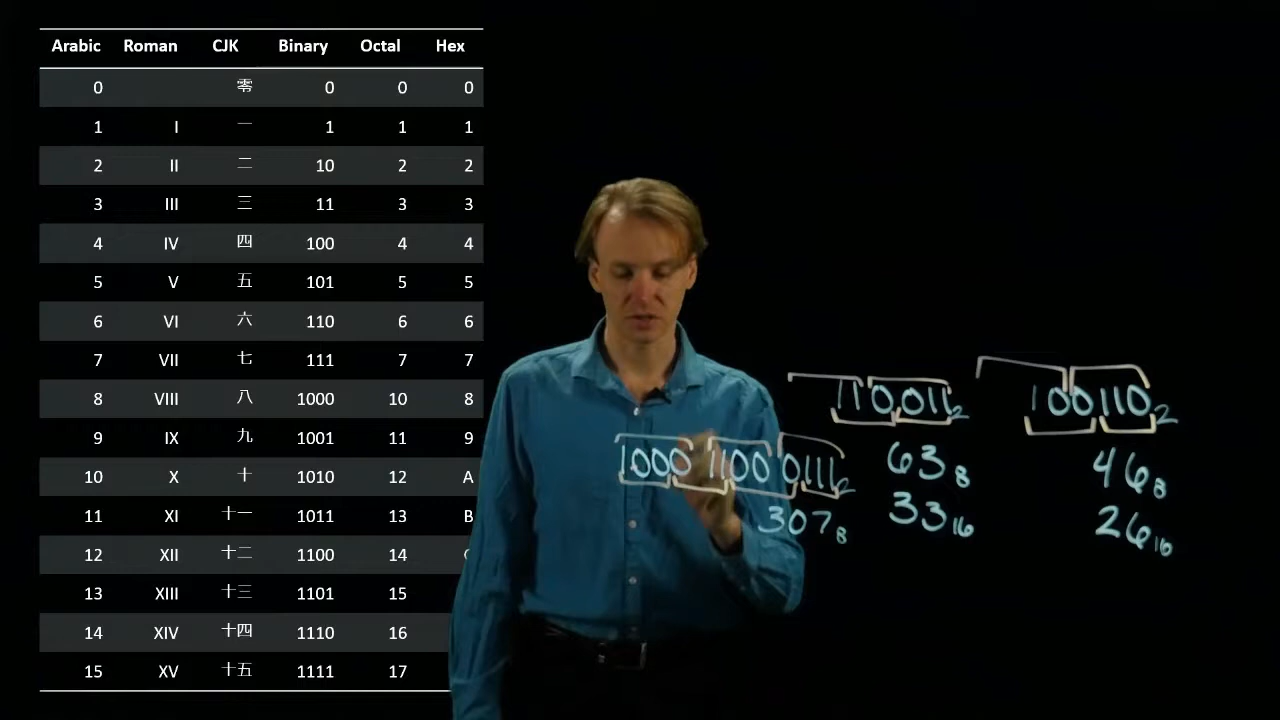 Arabic Roman CJK Binary Octal Hex
0 零 0 0 0
1 I 一 1 1 1
2 II 二 10 2 2
3 III 三 11 3 3
4 IV 四 100 4 4
5 V 五 101 5 5
6 VI 六 110 6 6
7 VII 七 111 7 7
8 VIII 八 1000 10 8
9 IX 九 1001 11 9
10 X 十 1010 12 A
11 XI 十一 1011 13 B
12 XII 十二 1100 14
13 XIII 十三 1101 15
14 XIV 十四 1110 16
15 XV 十五 1111 17
1000 1100 0111₂
307₈
110011₂
63₈
33₁₆
100110₂
46₈
26₁₆